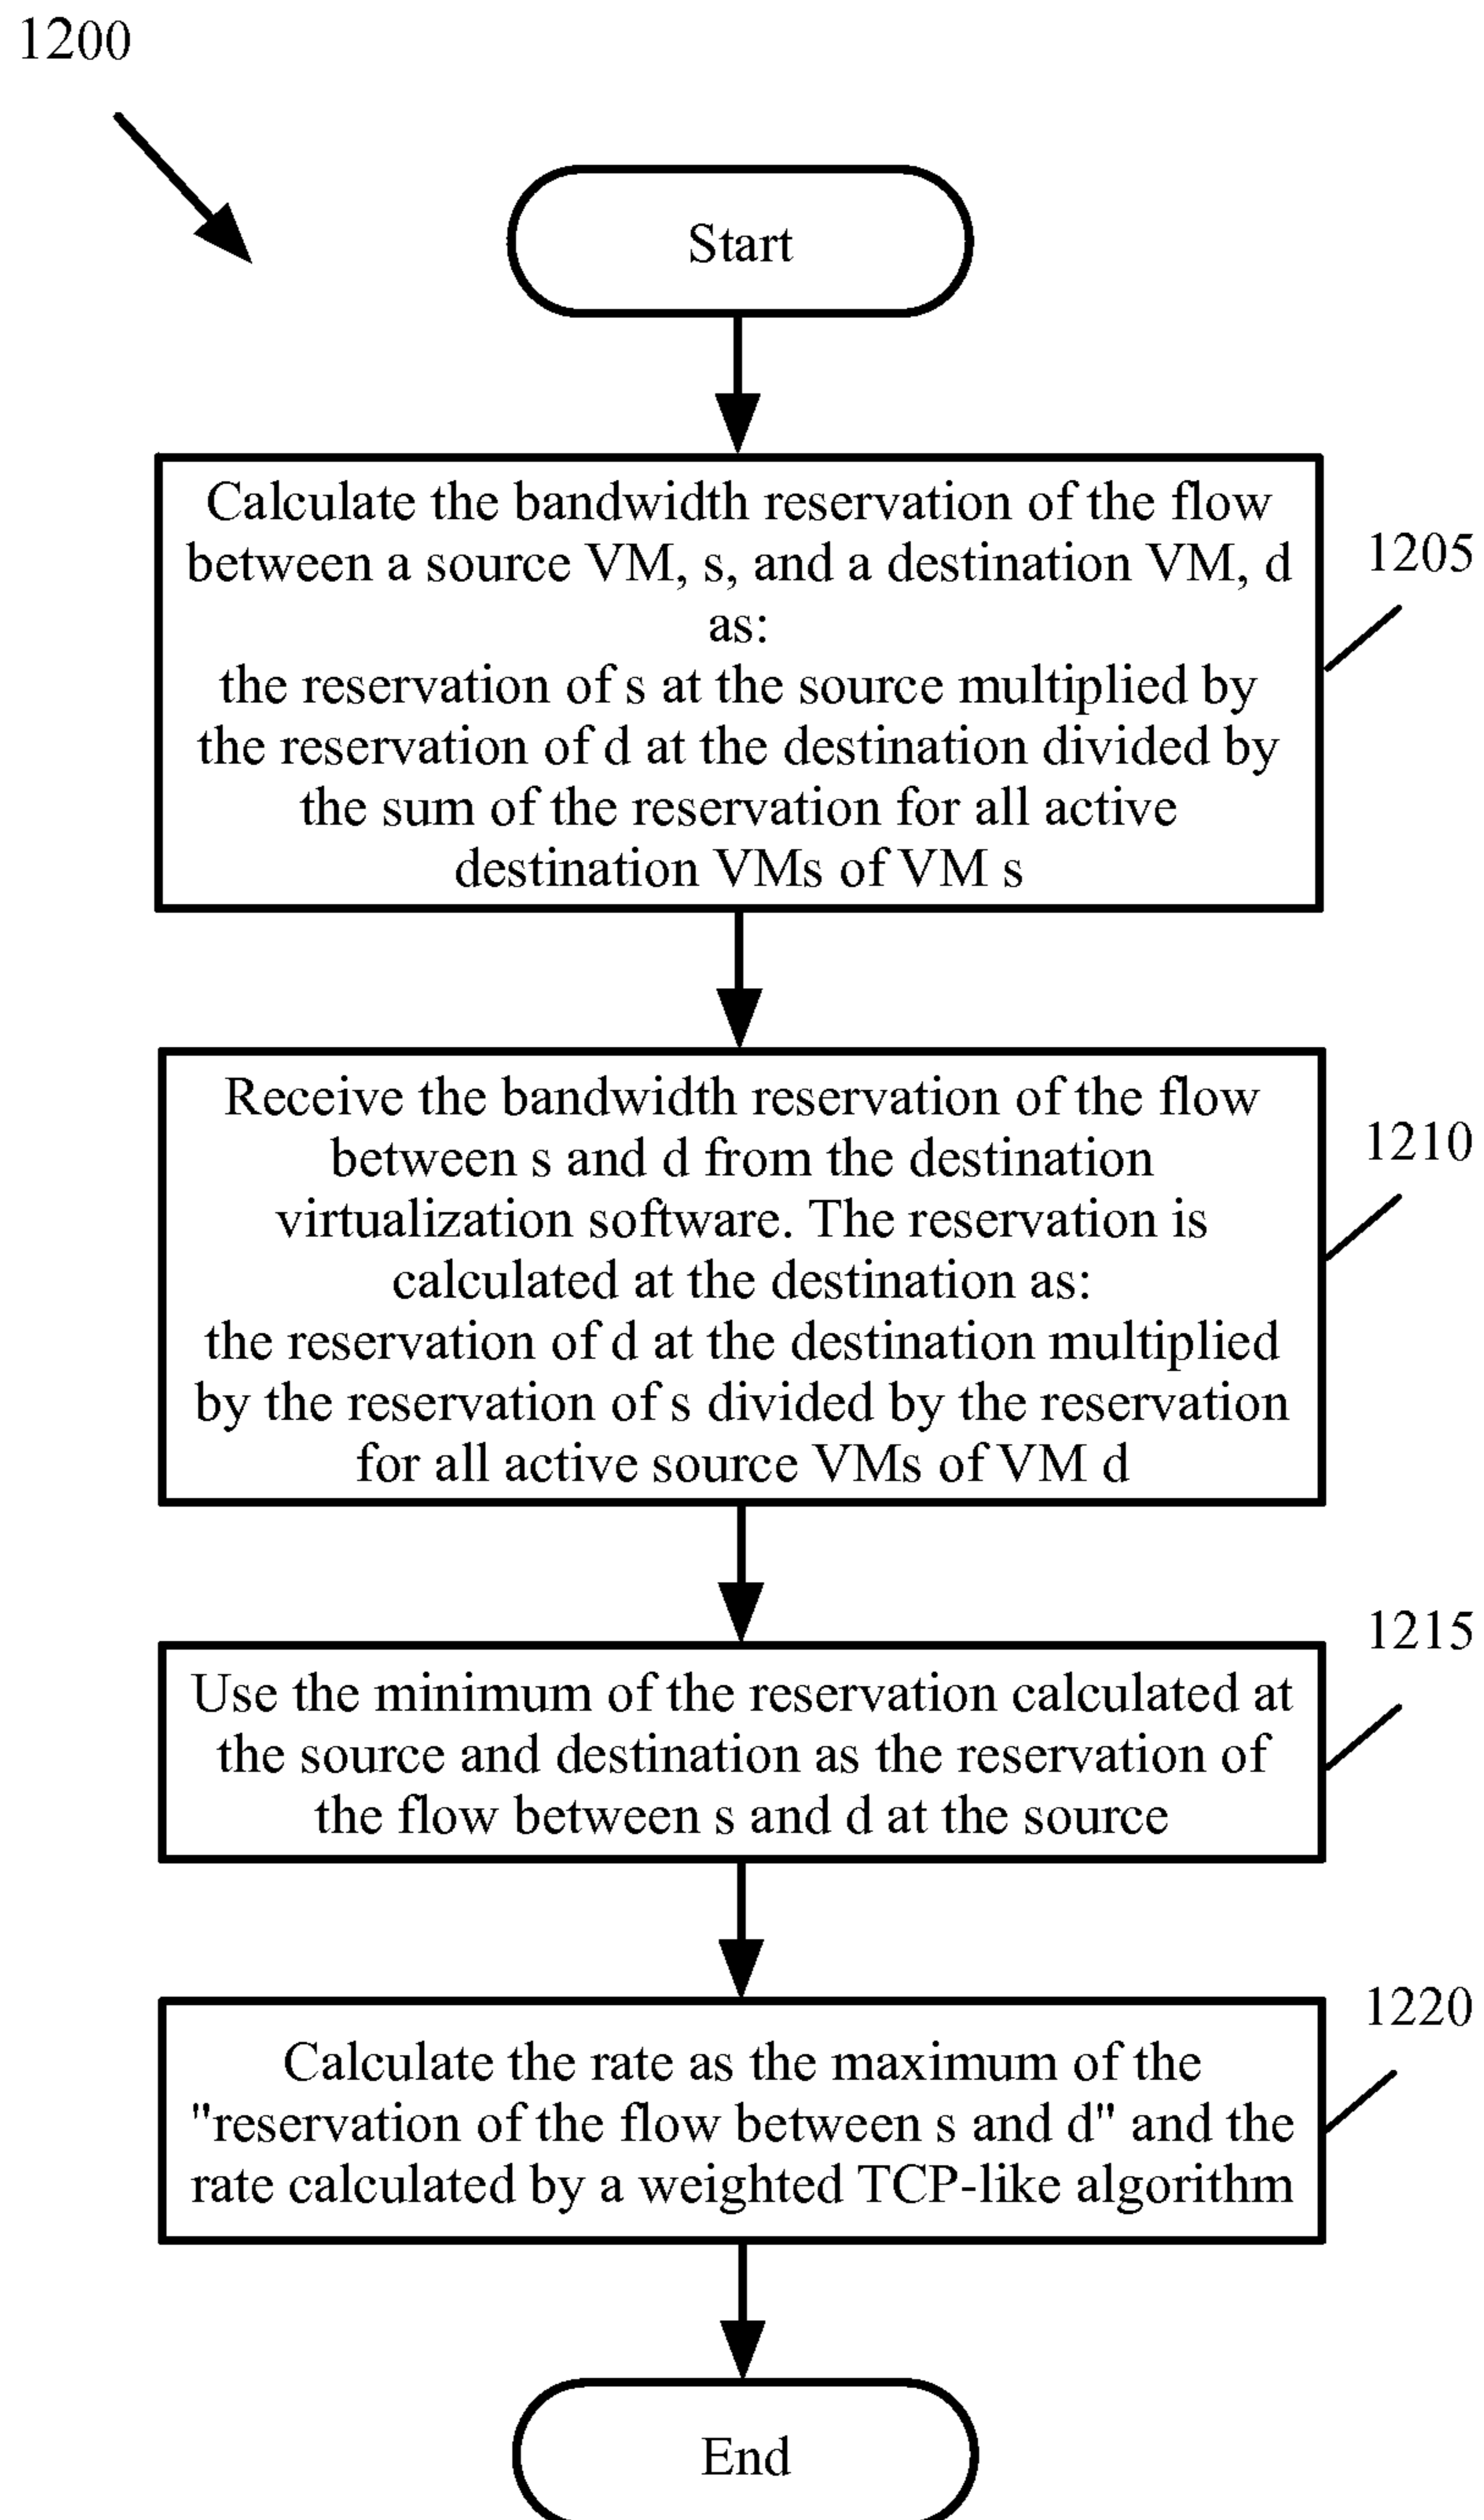 1200
Start
Calculate the bandwidth reservation of the flow
between a source VM, s, and a destination VM, d
as:
the reservation of s at the source multiplied by
the reservation of d at the destination divided by
the sum of the reservation for all active
destination VMs of VM s
1205
Receive the bandwidth reservation of the flow
between s and d from the destination
virtualization software. The reservation is
calculated at the destination as:
the reservation of d at the destination multiplied
by the reservation of s divided by the reservation
for all active source VMs of VM d
1210
Use the minimum of the reservation calculated at
the source and destination as the reservation of
the flow between s and d at the source
1215
Calculate the rate as the maximum of the
"reservation of the flow between s and d" and the
rate calculated by a weighted TCP-like algorithm
1220
End